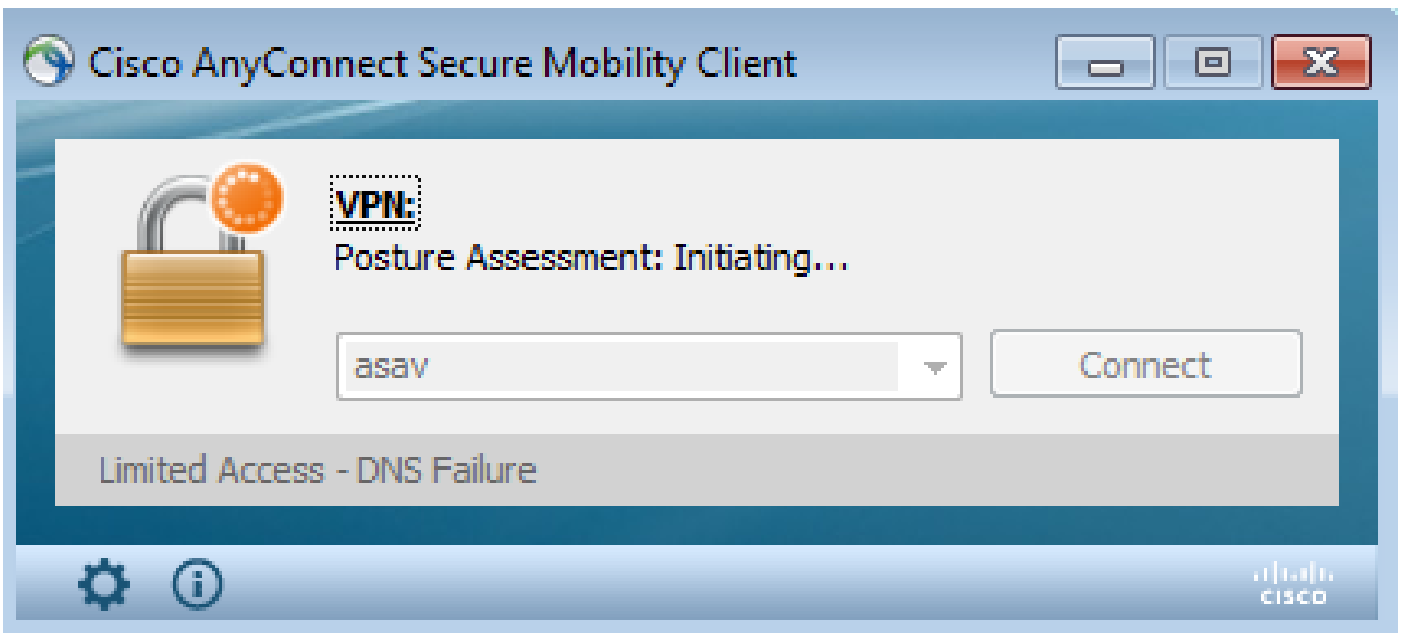 Cisco AnyConnect Secure Mobility Client
VPN:
Posture Assessment: Initiating...
asav
Connect
Limited Access - DNS Failure
CISCO